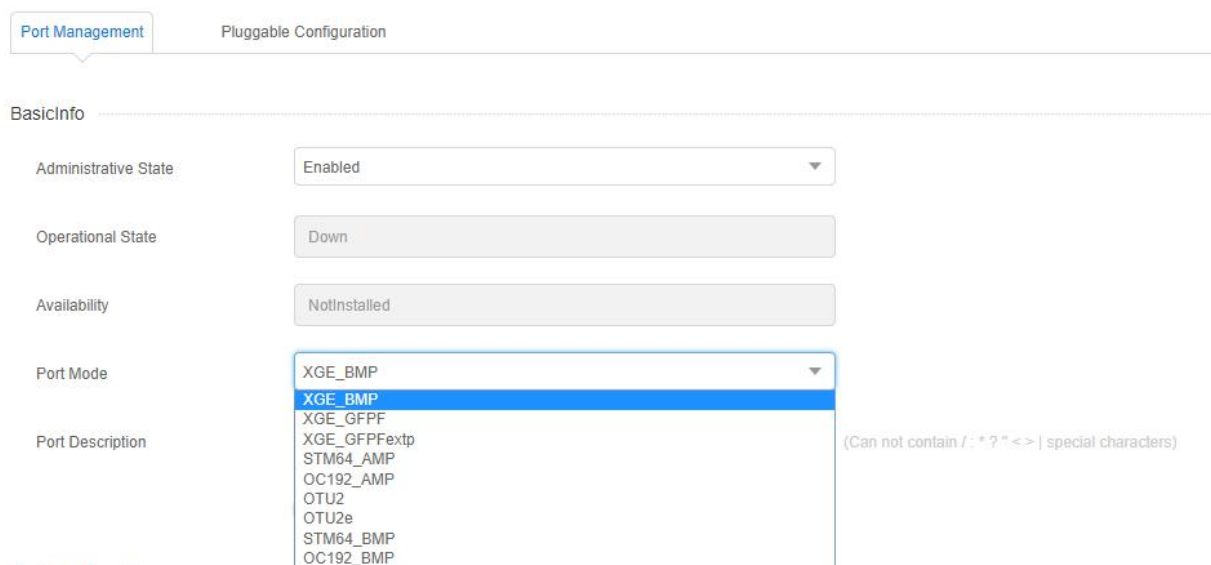 Port Management Pluggable Configuration
BasicInfo
Administrative State Enabled
Operational State Down
Availability NotInstalled
Port Mode XGE_BMP
XGE_BMP
XGE_GFPF
XGE_GFPFextp
Port Description (Can not contain / : * ? " < > | special characters)
STM64_AMP
OC192_AMP
OTU2
OTU2e
STM64_BMP
OC192_BMP